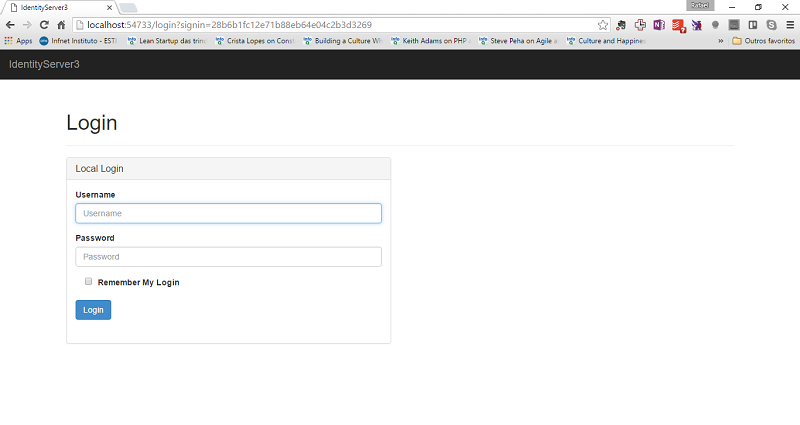 IdentityServer3
Rafael
localhost:54733/login?signin=28b6b1fc12e71b88eb64e04c2b3d3269
Apps Infnet Instituto - ESTI Lean Startup das trinc Crista Lopes on Const Building a Culture Wh Keith Adams on PHP a Steve Peha on Agile a Culture and Happines » Outros favoritos
IdentityServer3
Login
Local Login
Username
Username
Password
Password
Remember My Login
Login